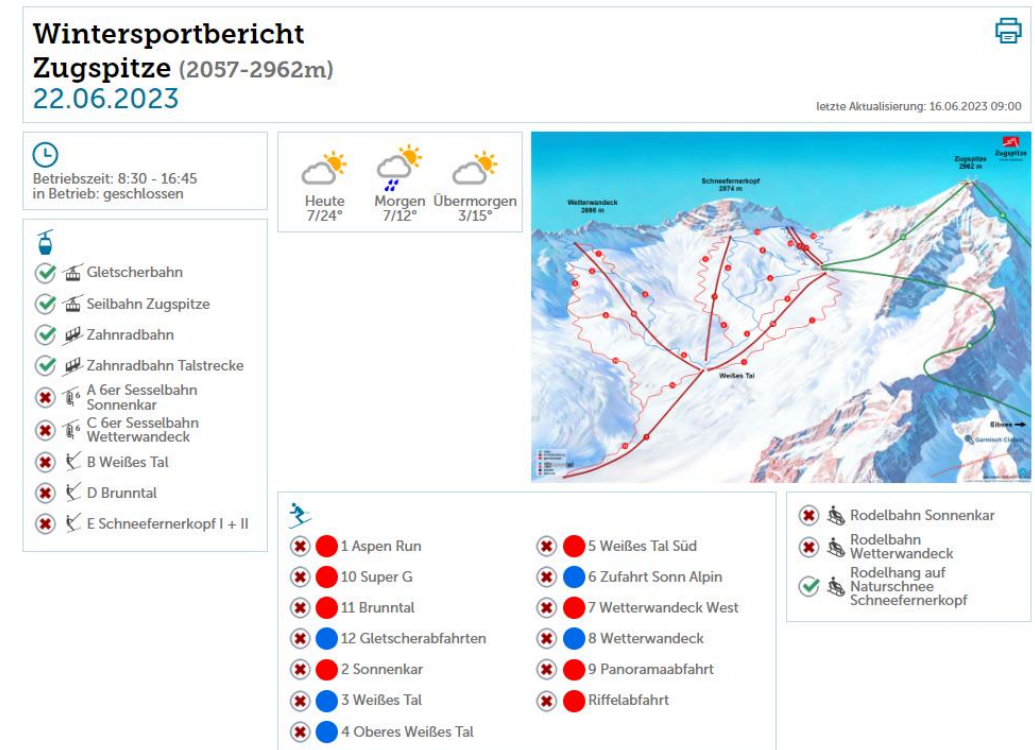 Wintersportbericht
Zugspitze (2057-2962m)
22.06.2023
letzte Aktualisierung: 16.06.2023 09:00
Betriebszeit: 8:30 - 16:45
in Betrieb: geschlossen
Heute
7/24°
Morgen
7/12°
Übermorgen
3/15°
Gletscherbahn
Seilbahn Zugspitze
Zahnradbahn
Zahnradbahn Talstrecke
A 6er Sesselbahn
Sonnenkar
C 6er Sesselbahn
Wetterwandeck
B Weißes Tal
D Brunntal
E Schneefernerkopf I + II
Zugspitze
Zugspitze
2962 m
Schneefernerkopf
2874 m
Wetterwandeck
Weißes Tal
Eibsee
Garmisch Classic
1 Aspen Run
10 Super G
11 Brunntal
12 Gletscherabfahrten
2 Sonnenkar
3 Weißes Tal
4 Oberes Weißes Tal
5 Weißes Tal Süd
6 Zufahrt Sonn Alpin
7 Wetterwandeck West
8 Wetterwandeck
9 Panoramaabfahrt
Riffelabfahrt
Rodelbahn Sonnenkar
Rodelbahn
Wetterwandeck
Rodelhang auf
Naturschnee
Schneefernerkopf